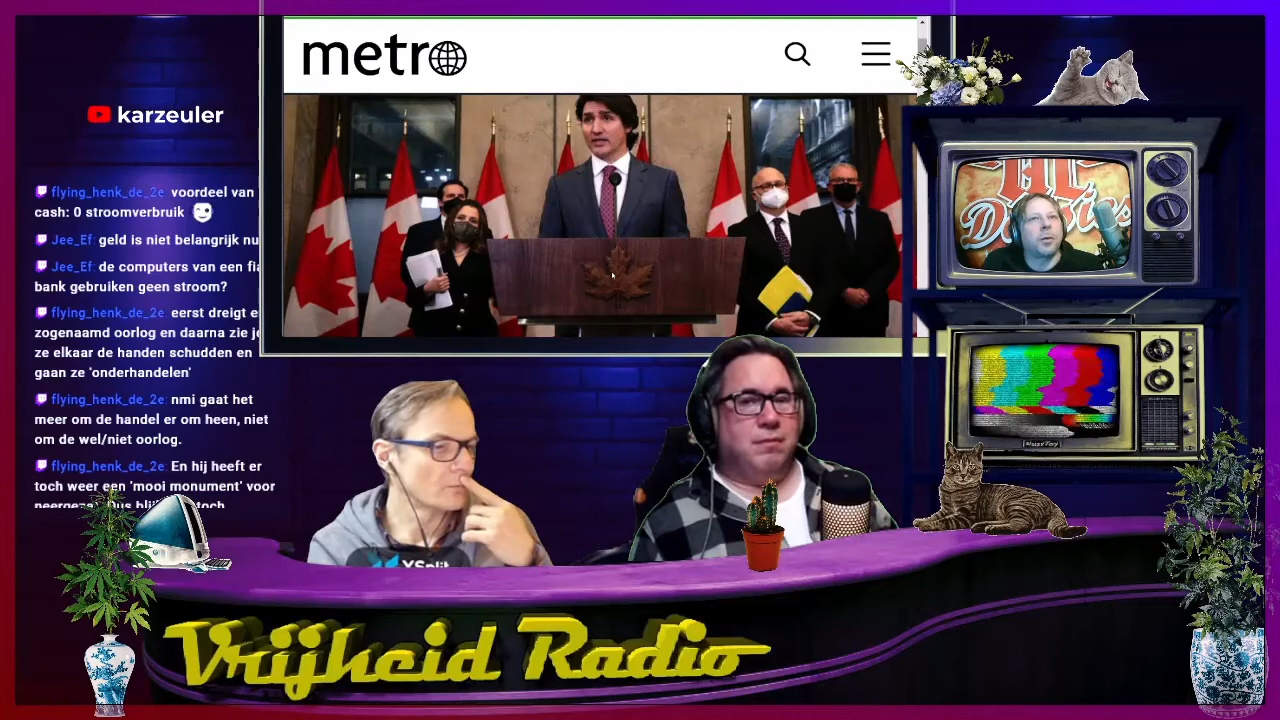 metro
karzeuler
flying_henk_de_2e: voordeel van
cash: 0 stroomverbruik
Jee_Ef: geld is niet belangrijk nu
Jee_Ef: de computers van een fia
bank gebruiken geen stroom?
flying_henk_de_2e: eerst dreigt e
zogenaamd oorlog en daarna zie je
ze elkaar de handen schudden en
gaan ze 'onderhandelen'
flying_henk_de_2e: nmi gaat het
meer om de handel er om heen, niet
om de wel/niet oorlog.
flying_henk_de_2e: En hij heeft er
toch weer een 'mooi monument' voor
XSplit
Vrijheid Radio